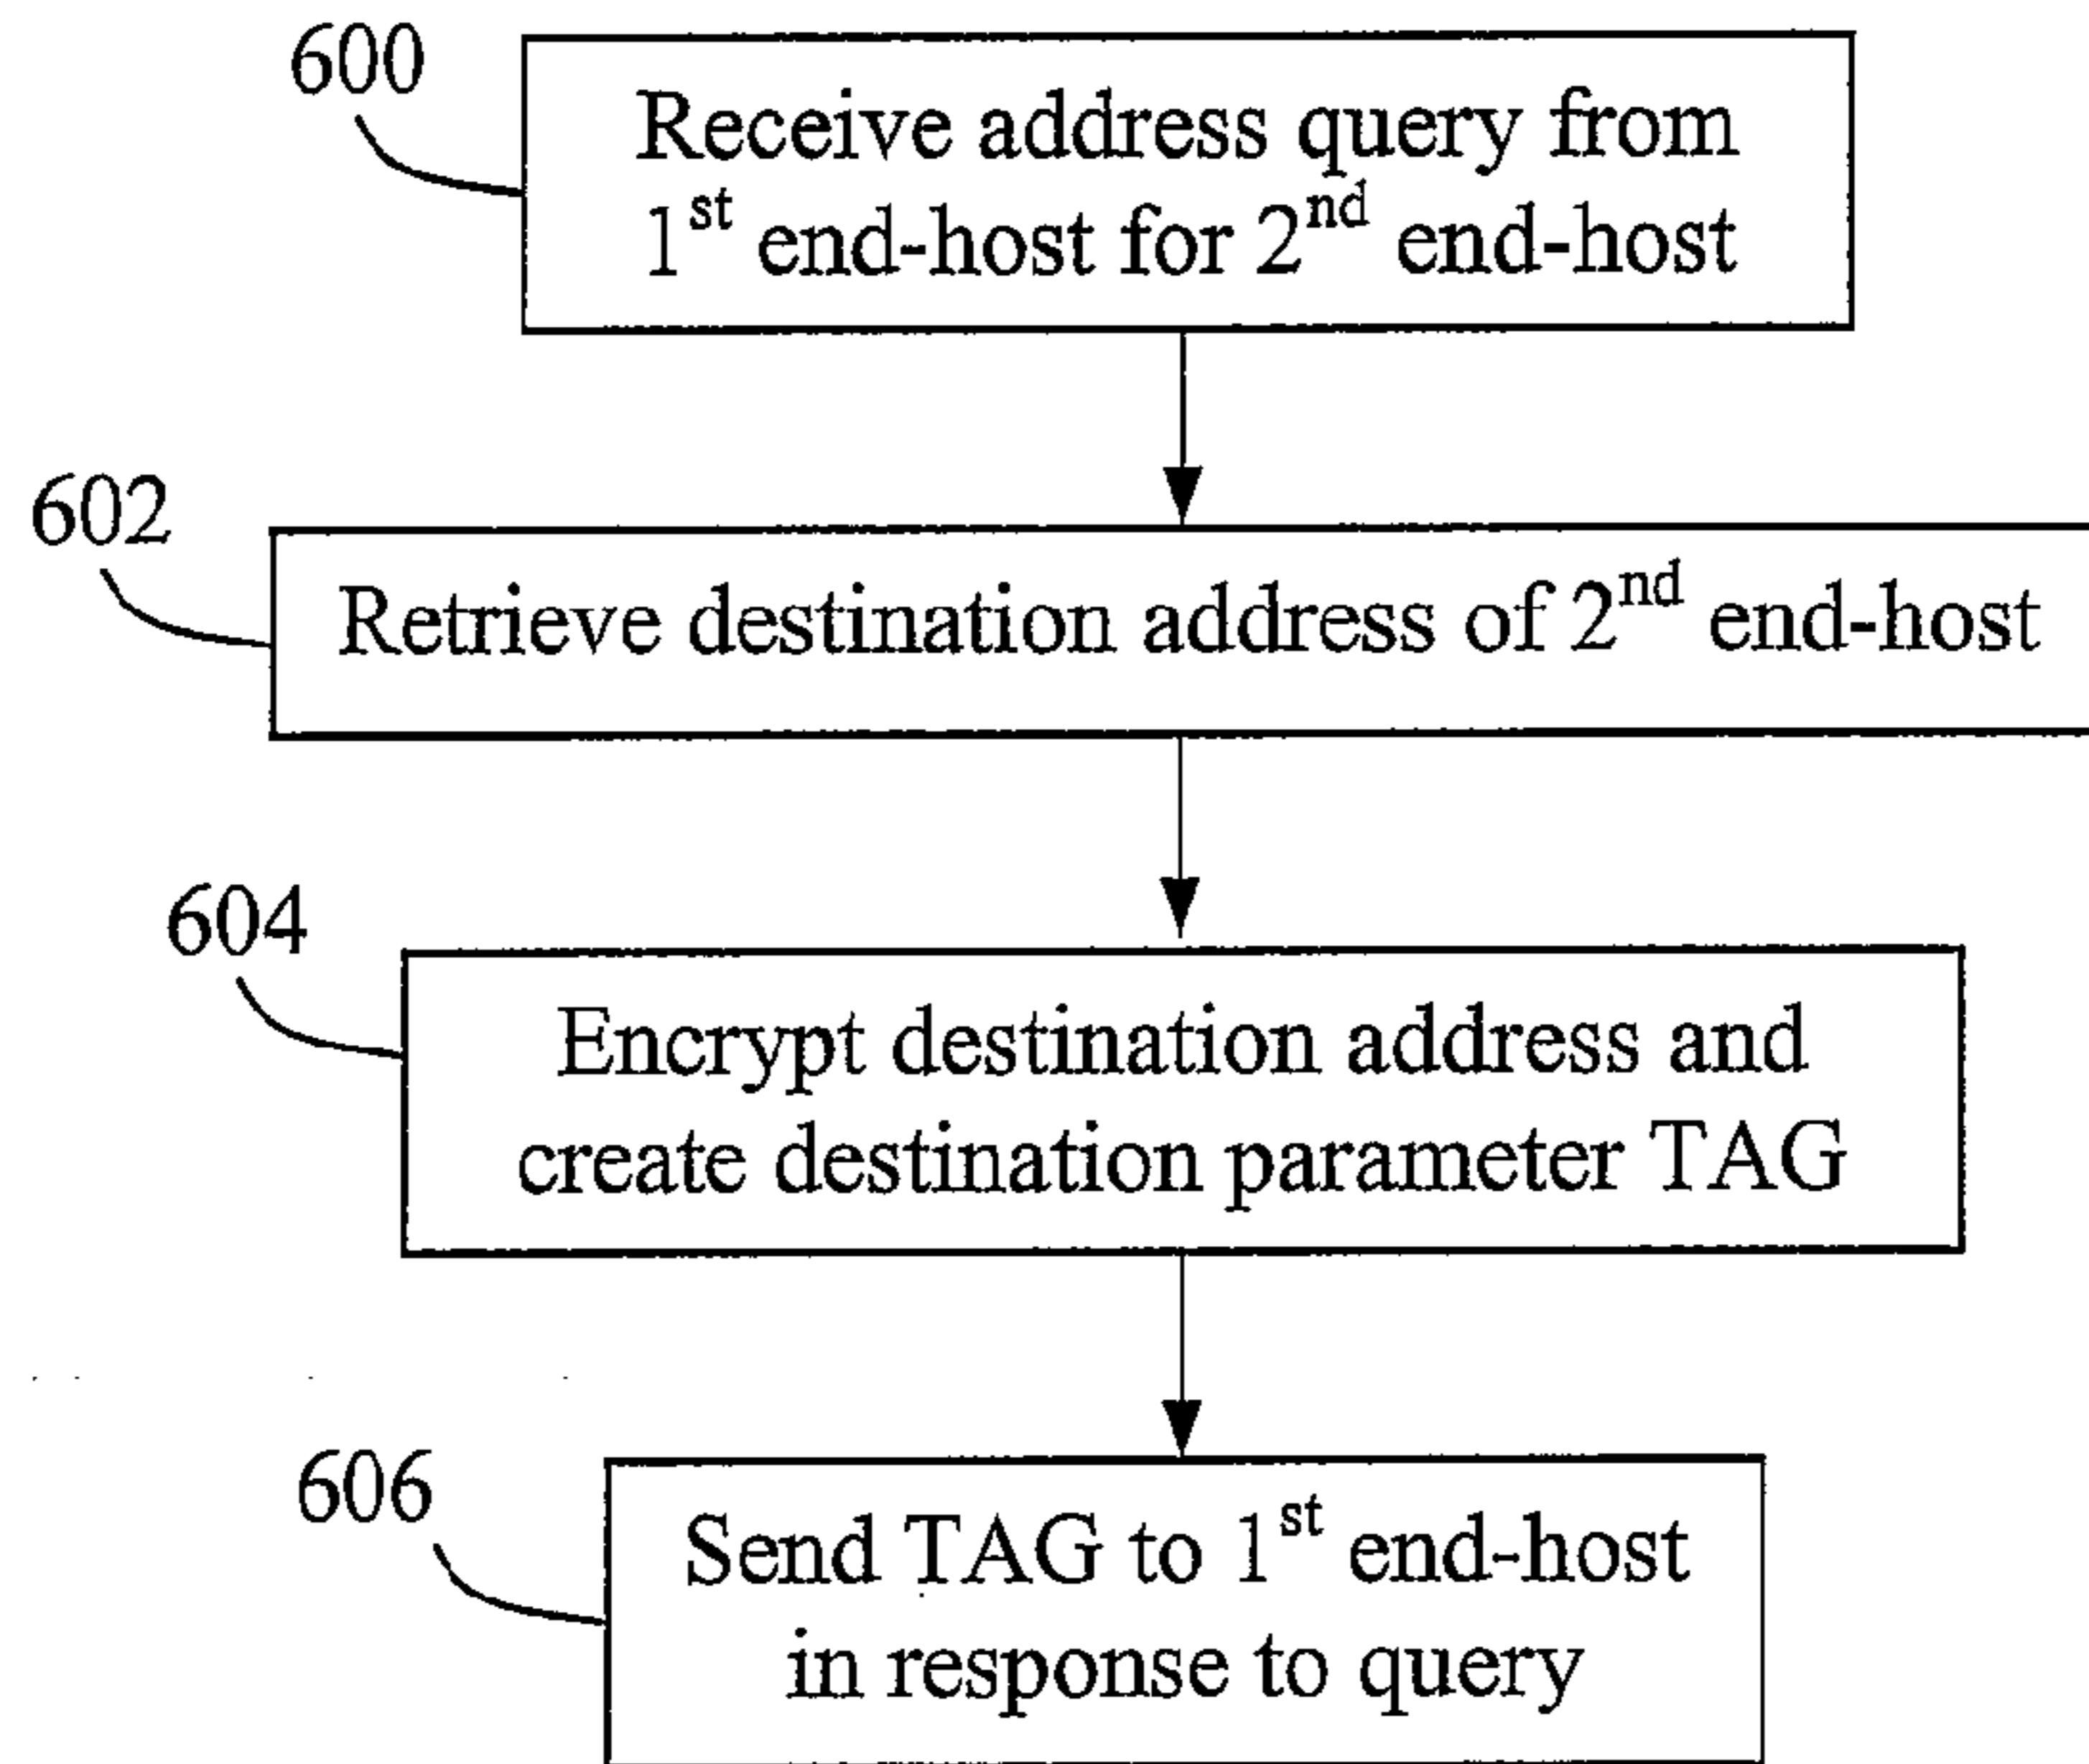 600
Receive address query from
1st end-host for 2nd end-host
602
Retrieve destination address of 2nd end-host
604
Encrypt destination address and
create destination parameter TAG
606
Send TAG to 1st end-host
in response to query